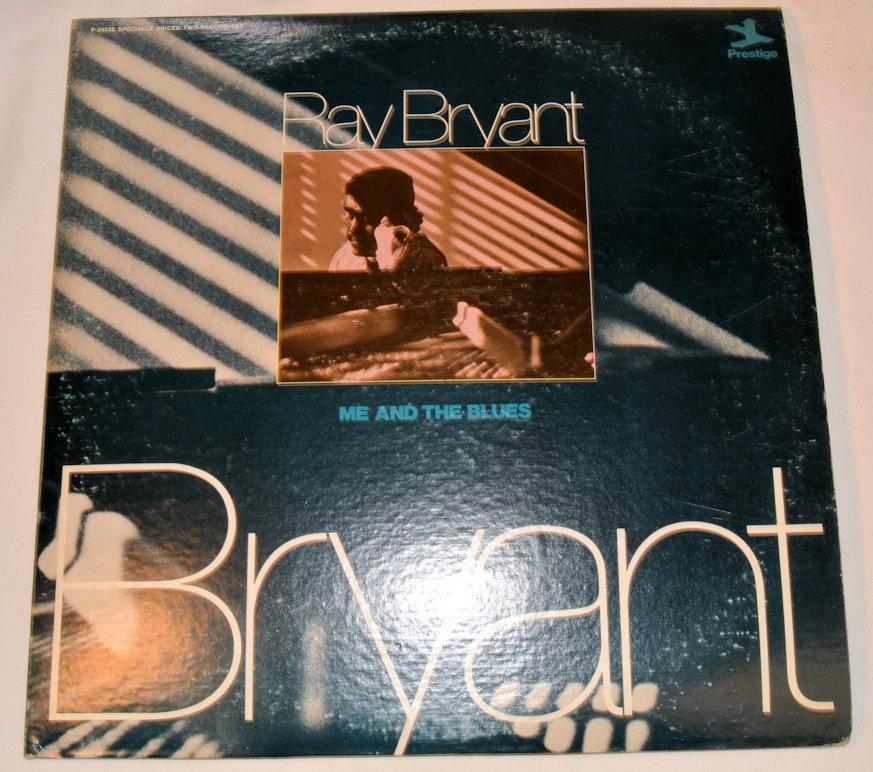 P-24038 SPECIALLY PRICED TWO-RECORD SET
Prestige
Ray Bryant
ME AND THE BLUES
Bryant